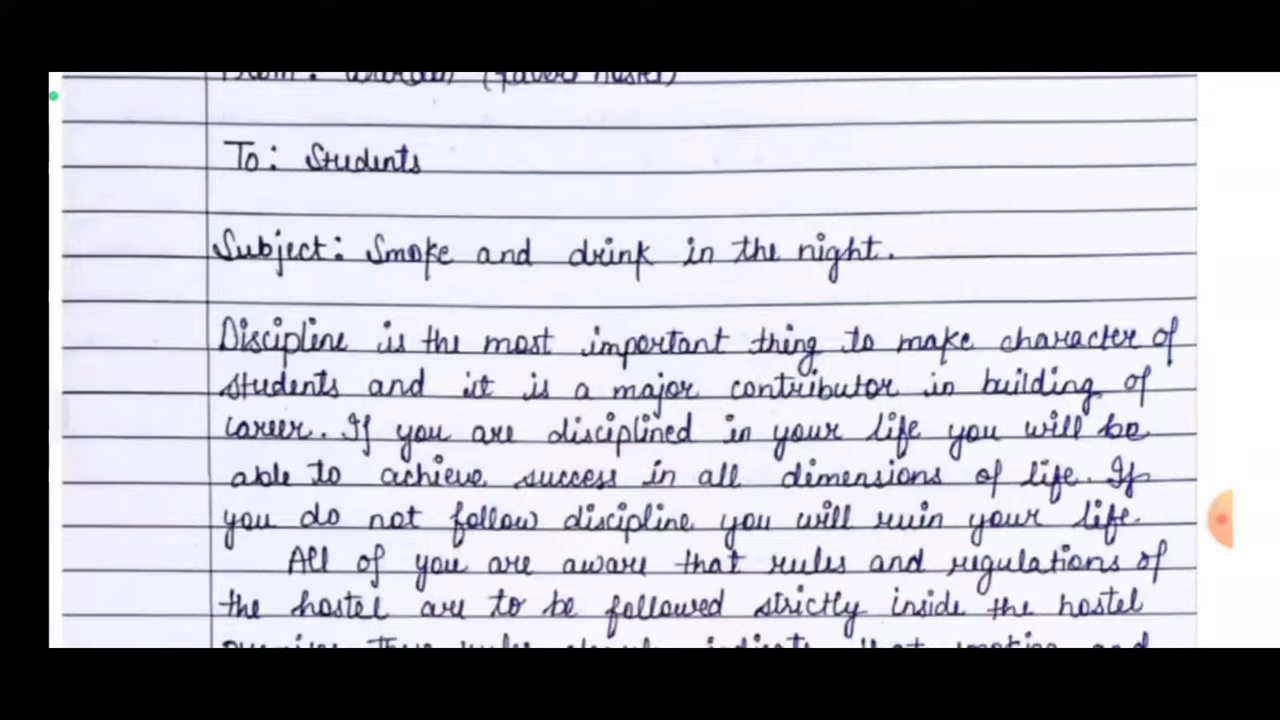 To: Students
Subject: Smoke and drink in the night.
Discipline is the most important thing to make character of
students and it is a major contributor in building of
career. If you are disciplined in your life you will be
able to achieve success in all dimensions of life. If
you do not follow discipline you will ruin your life.
All of you are aware that rules and regulations of
the hostel are to be followed strictly inside the hostel